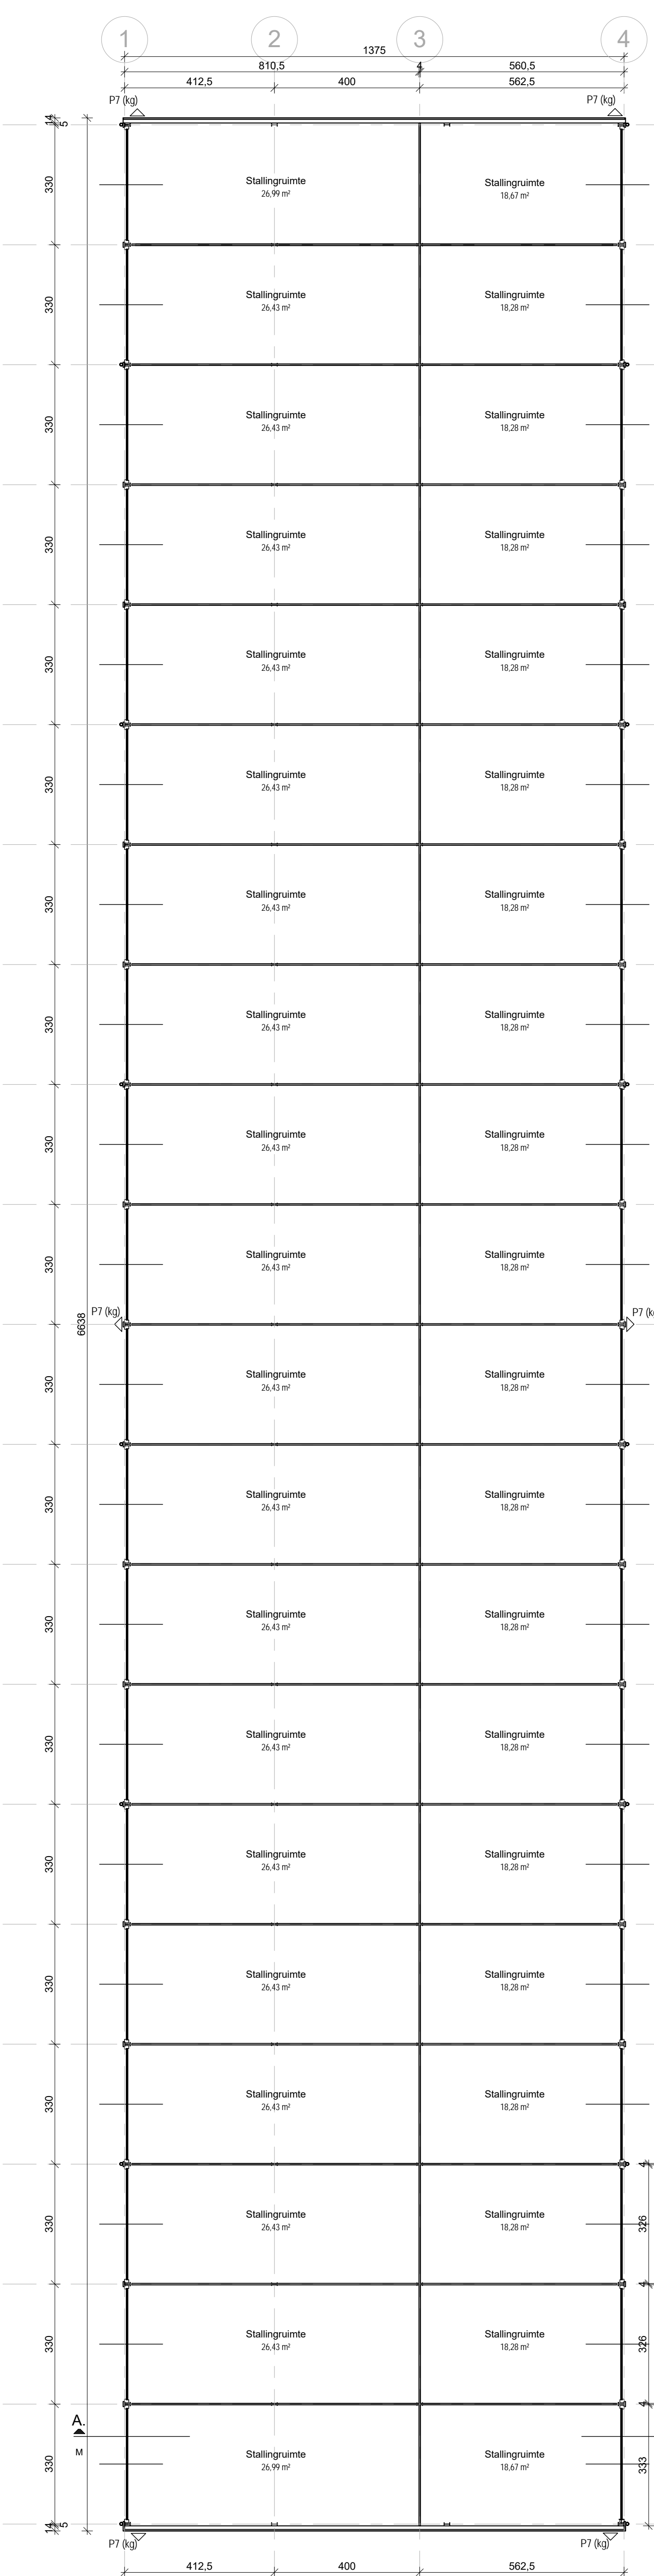 1 2 3 4
1375
810,5 4 560,5
412,5 400 562,5
P7 (kg) P7 (kg)
14
5
330 Stallingruimte Stallingruimte
26,99 m² 18,67 m²
330 Stallingruimte Stallingruimte
26,43 m² 18,28 m²
330 Stallingruimte Stallingruimte
26,43 m² 18,28 m²
330 Stallingruimte Stallingruimte
26,43 m² 18,28 m²
330 Stallingruimte Stallingruimte
26,43 m² 18,28 m²
330 Stallingruimte Stallingruimte
26,43 m² 18,28 m²
330 Stallingruimte Stallingruimte
26,43 m² 18,28 m²
330 Stallingruimte Stallingruimte
26,43 m² 18,28 m²
330 Stallingruimte Stallingruimte
26,43 m² 18,28 m²
330 Stallingruimte Stallingruimte
26,43 m² 18,28 m²
P7 (kg) P7 (k
6638
330 Stallingruimte Stallingruimte
26,43 m² 18,28 m²
330 Stallingruimte Stallingruimte
26,43 m² 18,28 m²
330 Stallingruimte Stallingruimte
26,43 m² 18,28 m²
330 Stallingruimte Stallingruimte
26,43 m² 18,28 m²
330 Stallingruimte Stallingruimte
26,43 m² 18,28 m²
330 Stallingruimte Stallingruimte
26,43 m² 18,28 m²
330 Stallingruimte Stallingruimte
26,43 m² 18,28 m²
4
330 Stallingruimte Stallingruimte 326
26,43 m² 18,28 m²
4
330 Stallingruimte Stallingruimte 326
26,43 m² 18,28 m²
4
A.
M
330 Stallingruimte Stallingruimte 333
26,99 m² 18,67 m²
14
5
P7 (kg) P7 (kg)
412,5 400 562,5